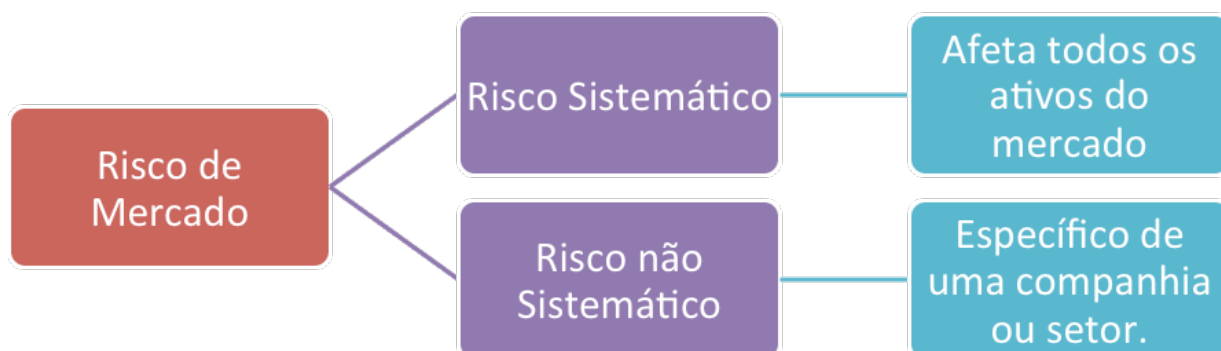 Risco de
Mercado
Risco Sistemático
Afeta todos os
ativos do
mercado
Risco não
Sistemático
Específico de
uma companhia
ou setor.